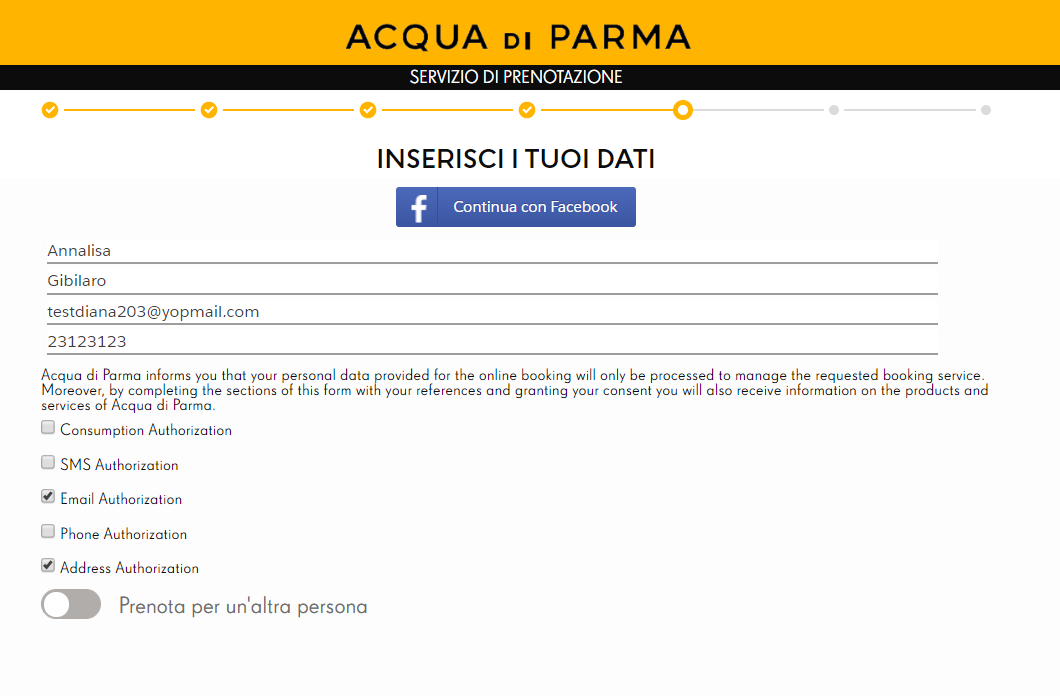 ACQUA DI PARMA
SERVIZIO DI PRENOTAZIONE
INSERISCI I TUOI DATI
f Continua con Facebook
Annalisa
Gibilaro
testdiana203@yopmail.com
23123123
Acqua di Parma informs you that your personal data provided for the online booking will only be processed to manage the requested booking service.
Moreover, by completing the sections of this form with your references and granting your consent you will also receive information on the products and
services of Acqua di Parma.
Consumption Authorization
SMS Authorization
Email Authorization
Phone Authorization
Address Authorization
Prenota per un'altra persona